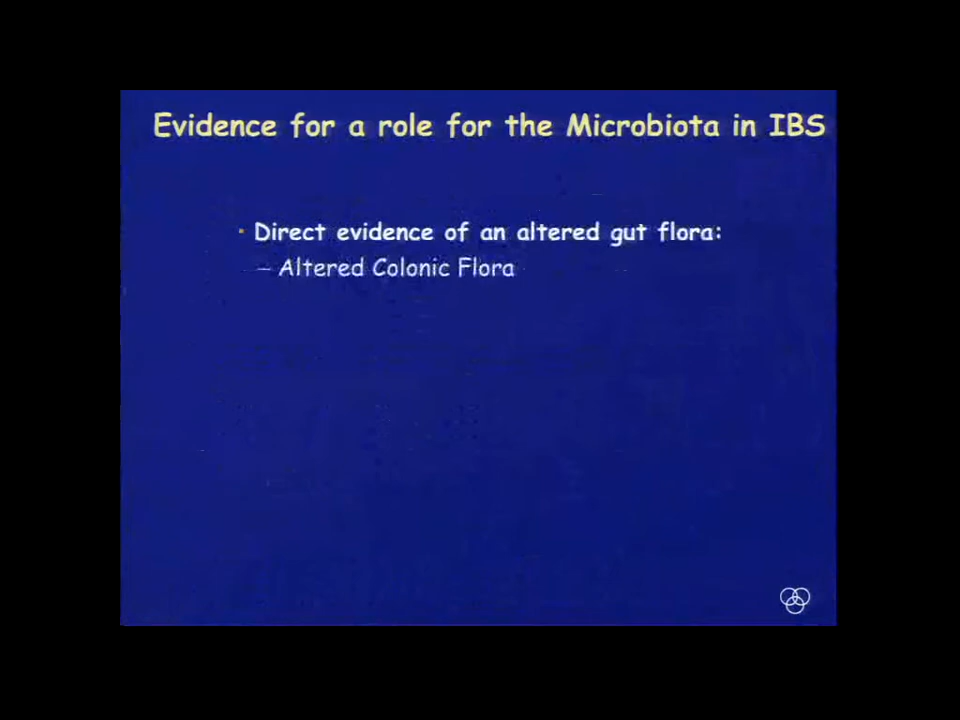 Evidence for a role for the Microbiota in IBS
• Direct evidence of an altered gut flora:
– Altered Colonic Flora